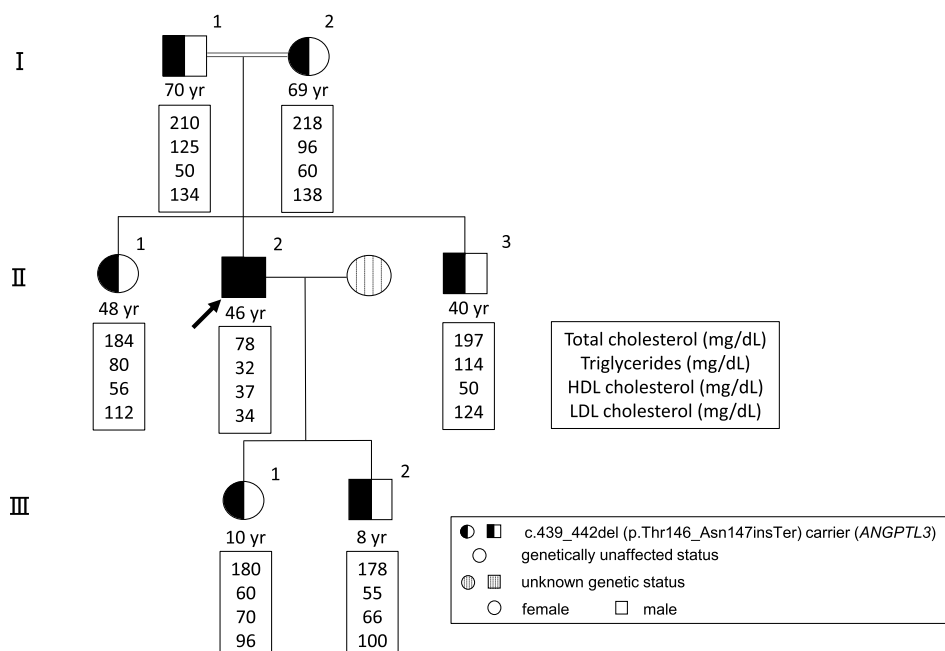 1
2
Ⅰ
70 yr
69 yr
210
125
50
134
218
96
60
138
1
2
3
Ⅱ
48 yr
46 yr
40 yr
184
80
56
112
78
32
37
34
197
114
50
124
Total cholesterol (mg/dL)
Triglycerides (mg/dL)
HDL cholesterol (mg/dL)
LDL cholesterol (mg/dL)
1
2
Ⅲ
10 yr
8 yr
180
60
70
96
178
55
66
100
c.439_442del (p.Thr146_Asn147insTer) carrier (ANGPTL3)
genetically unaffected status
unknown genetic status
female
male